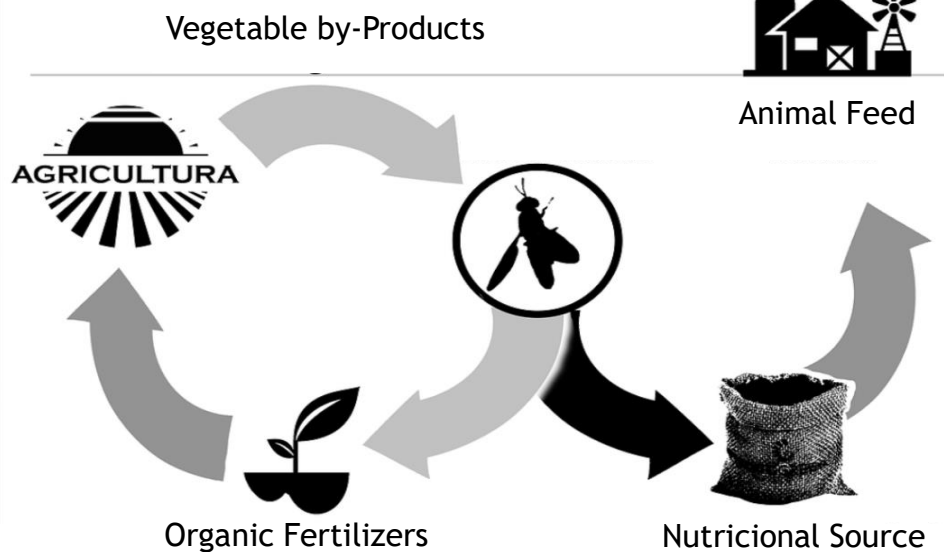 Vegetable by-Products
Animal Feed
AGRICULTURA
Organic Fertilizers
Nutricional Source